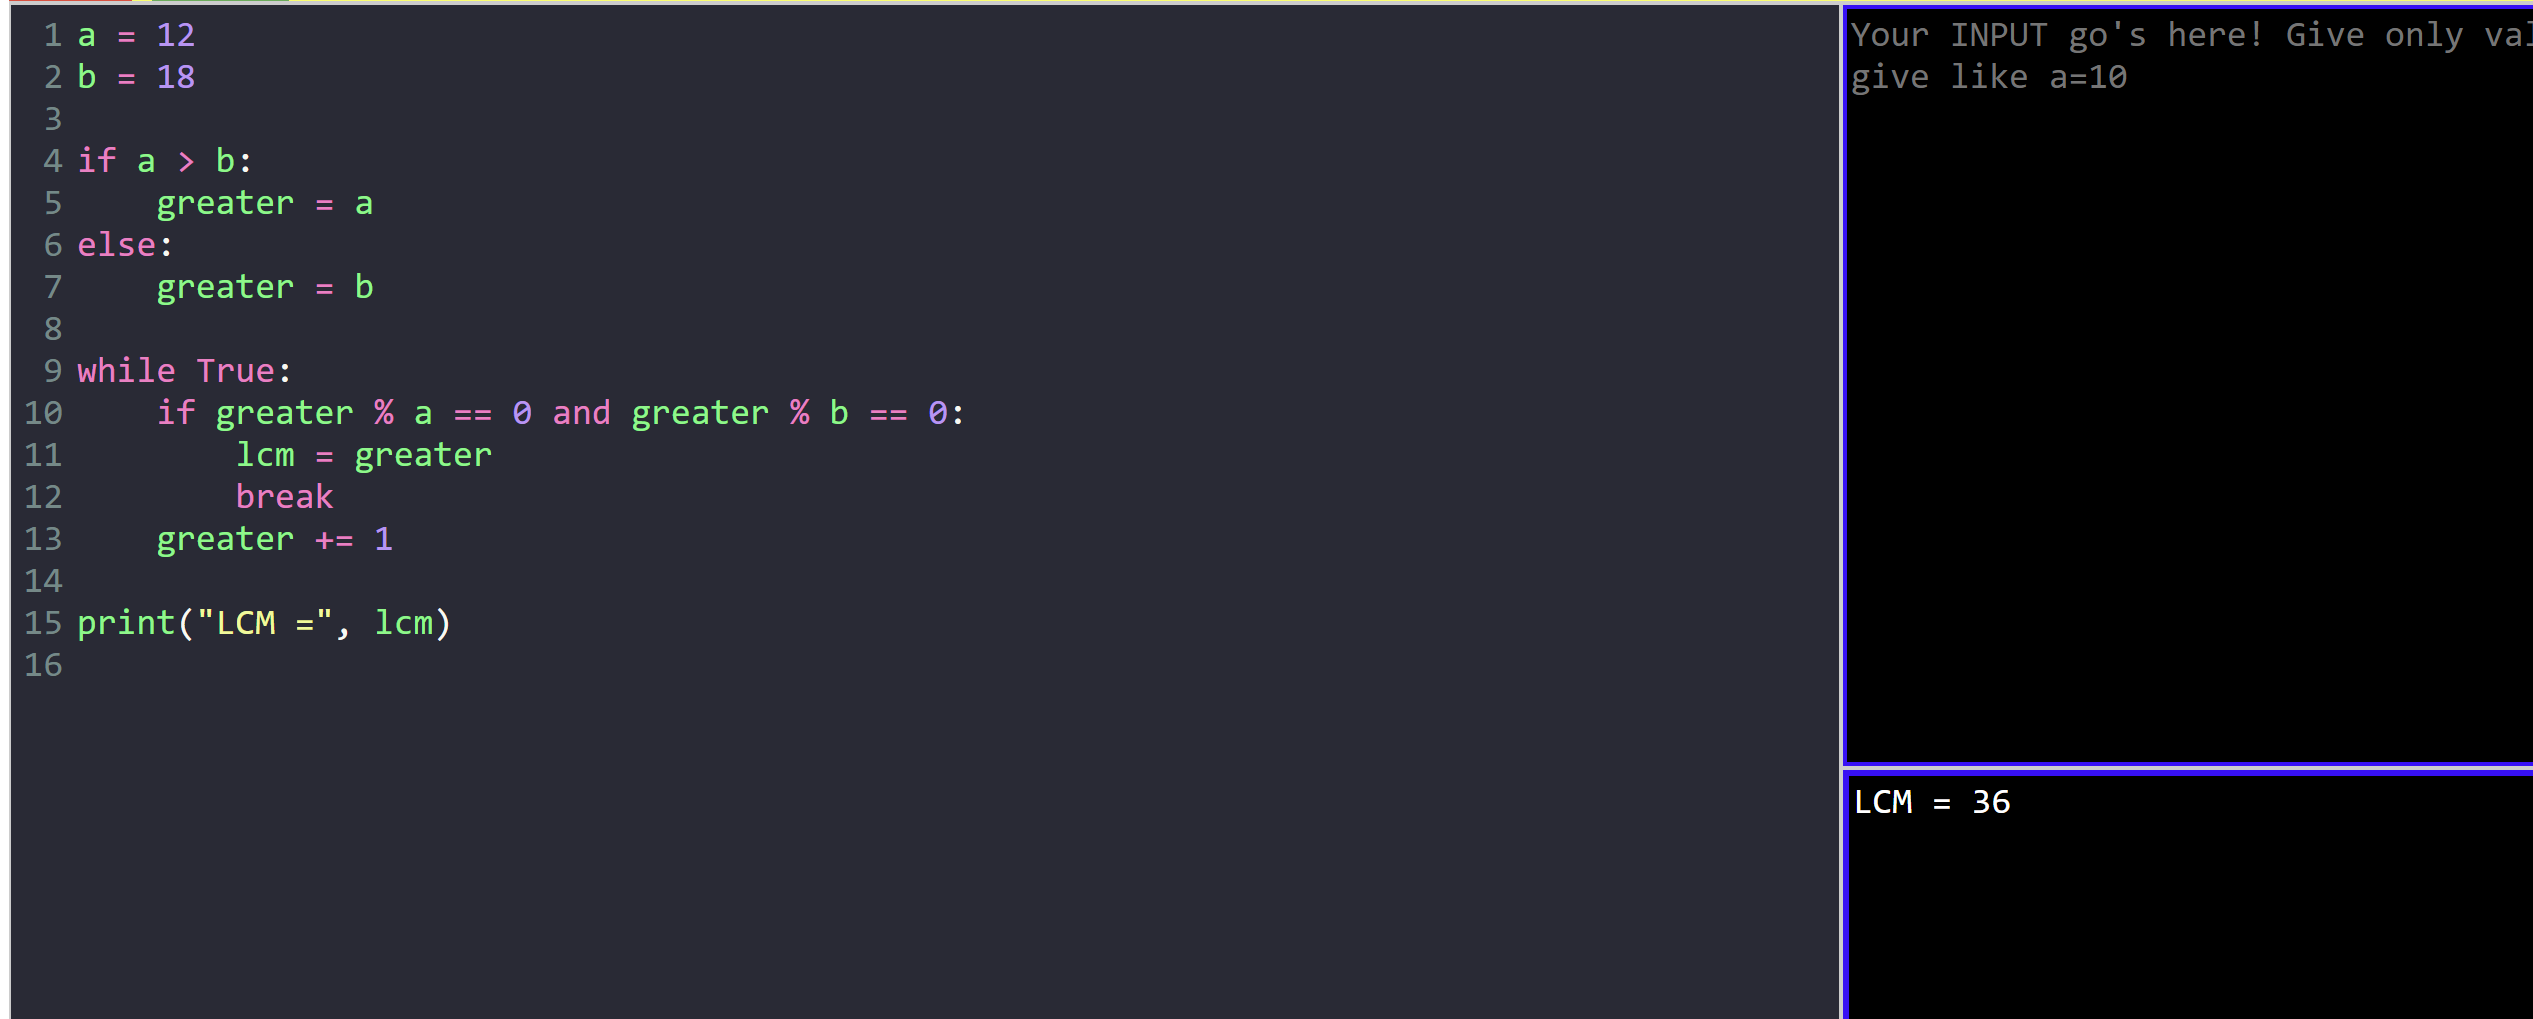 1 a = 12
2 b = 18
3
4 if a > b:
5     greater = a
6 else:
7     greater = b
8
9 while True:
10     if greater % a == 0 and greater % b == 0:
11         lcm = greater
12         break
13     greater += 1
14
15 print("LCM =", lcm)
16
Your INPUT go's here! Give only
give like a=10
LCM = 36